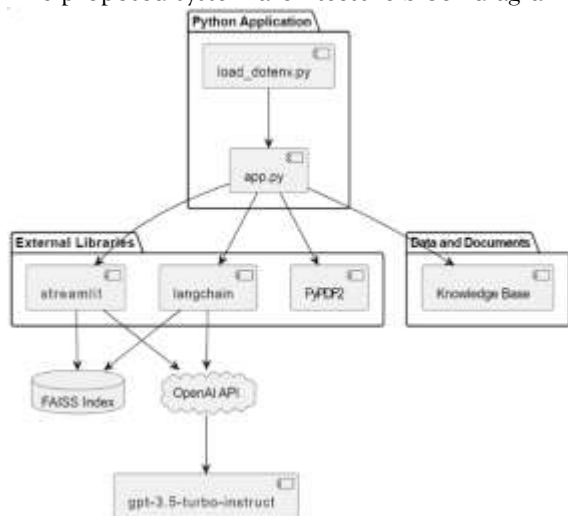 Python Application
load_dotenv.py
app.py
External Libraries
Data and Documents
streamlit
langchain
PyPDF2
Knowledge Base
FAISS Index
OpenAI API
gpt-3.5-turbo-instruct